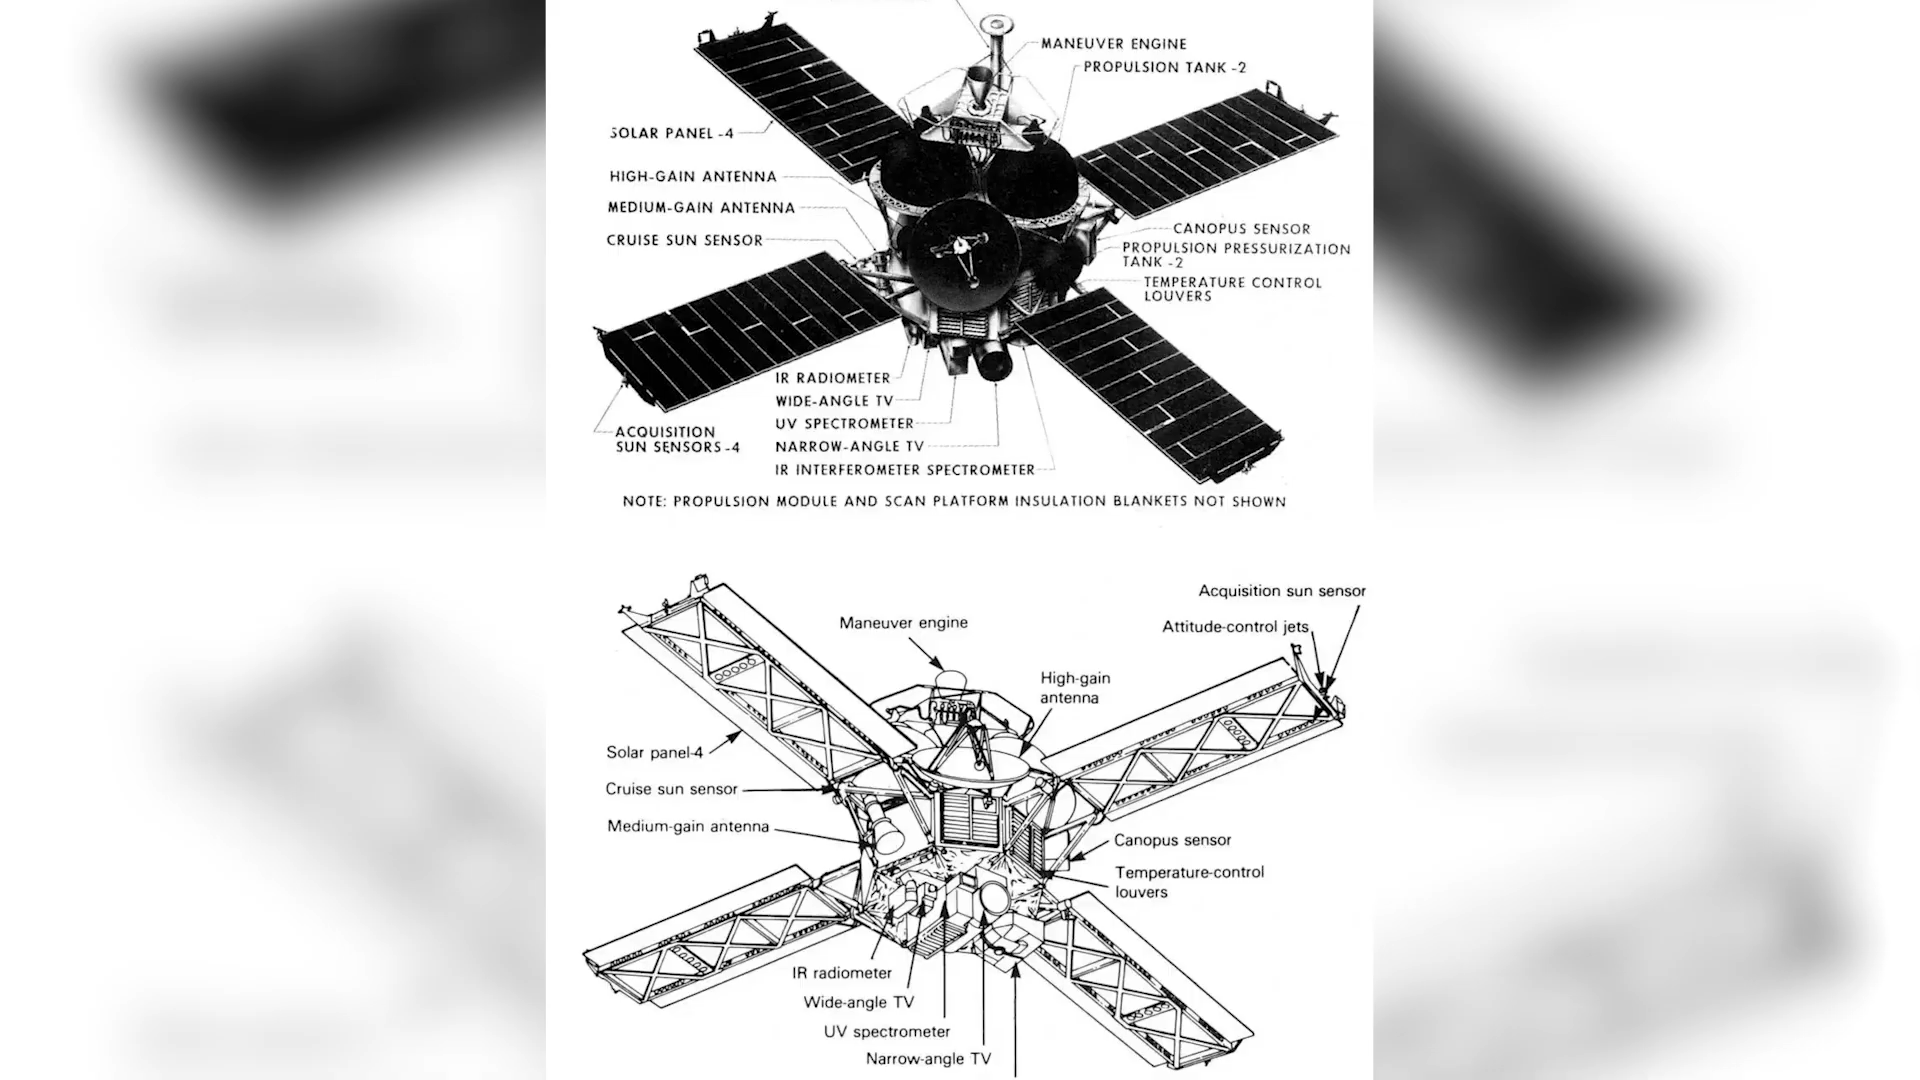 MANEUVER ENGINE
PROPULSION TANK -2
SOLAR PANEL -4
HIGH-GAIN ANTENNA
MEDIUM-GAIN ANTENNA
CRUISE SUN SENSOR
CANOPUS SENSOR
PROPULSION PRESSURIZATION
TANK -2
TEMPERATURE CONTROL
LOUVERS
IR RADIOMETER
WIDE-ANGLE TV
UV SPECTROMETER
NARROW-ANGLE TV
IR INTERFEROMETER SPECTROMETER
ACQUISITION
SUN SENSORS -4
NOTE: PROPULSION MODULE AND SCAN PLATFORM INSULATION BLANKETS NOT SHOWN
Acquisition sun sensor
Attitude-control jets
Maneuver engine
High-gain
antenna
Solar panel-4
Cruise sun sensor
Medium-gain antenna
Canopus sensor
Temperature-control
louvers
IR radiometer
Wide-angle TV
UV spectrometer
Narrow-angle TV